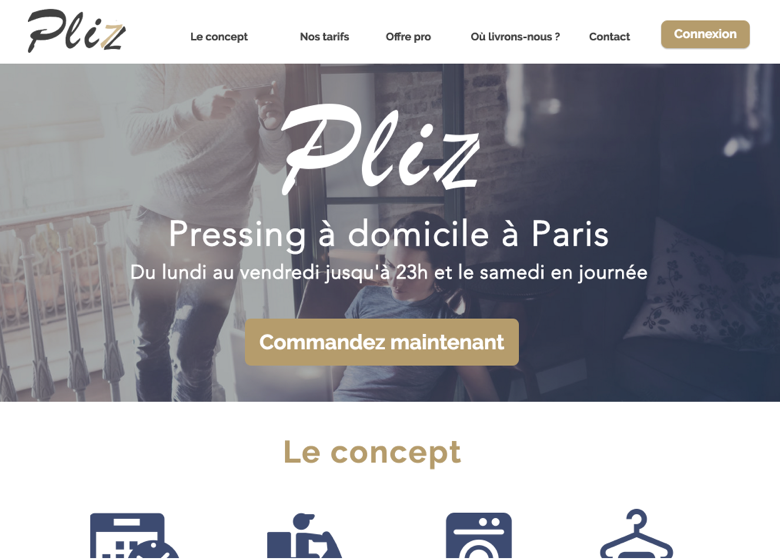 Pliz
Le concept
Nos tarifs
Offre pro
Où livrons-nous ?
Contact
Connexion
Pliz
Pressing à domicile à Paris
Du lundi au vendredi jusqu'à 23h et le samedi en journée
Commandez maintenant
Le concept